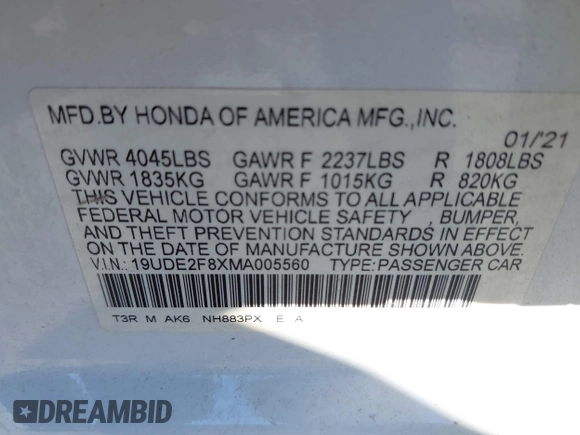 MFD.BY HONDA OF AMERICA MFG.,INC.
01/'21
GVWR 4045LBS GAWR F 2237LBS R 1808LBS
GVWR 1835KG GAWR F 1015KG R 820KG
THIS VEHICLE CONFORMS TO ALL APPLICABLE
FEDERAL MOTOR VEHICLE SAFETY , BUMPER,
AND THEFT PREVENTION STANDARDS IN EFFECT
ON THE DATE OF MANUFACTURE SHOWN ABOVE.
V.I.N.: 19UDE2F8XMA005560 TYPE:PASSENGER CAR
T3R M AK6 NH883PX E A
DREAMBID